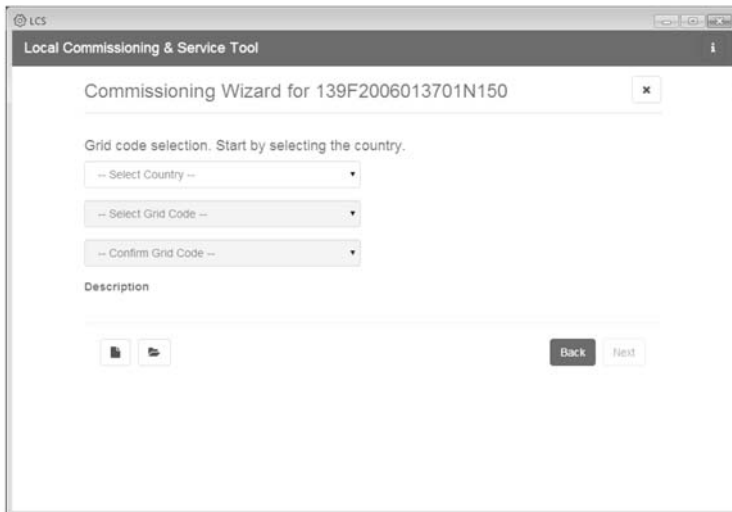 LCS
Local Commissioning & Service Tool
i
Commissioning Wizard for 139F2006013701N150
Grid code selection. Start by selecting the country.
-- Select Country --
-- Select Grid Code --
-- Confirm Grid Code --
Description
Back Next